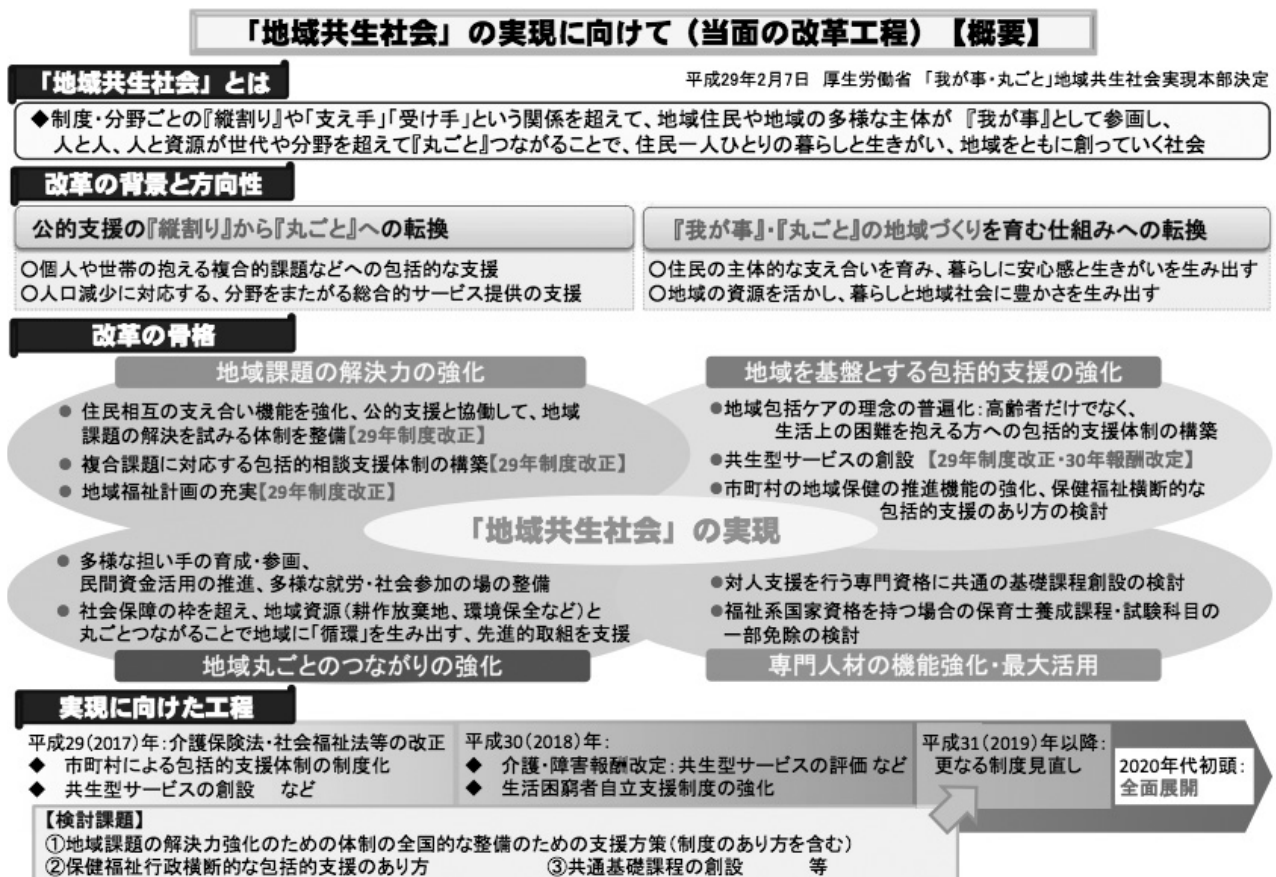 「地域共生社会」の実現に向けて（当面の改革工程）【概要】
「地域共生社会」とは
平成29年2月7日 厚生労働省 「我が事・丸ごと」地域共生社会実現本部決定
◆制度・分野ごとの『縦割り』や「支え手」「受け手」という関係を超えて、地域住民や地域の多様な主体が 『我が事』として参画し、
人と人、人と資源が世代や分野を超えて『丸ごと』つながることで、住民一人ひとりの暮らしと生きがい、地域をともに創っていく社会
改革の背景と方向性
公的支援の『縦割り』から『丸ごと』への転換
○個人や世帯の抱える複合的課題などへの包括的な支援
○人口減少に対応する、分野をまたがる総合的サービス提供の支援
『我が事』・『丸ごと』の地域づくりを育む仕組みへの転換
○住民の主体的な支え合いを育み、暮らしに安心感と生きがいを生み出す
○地域の資源を活かし、暮らしと地域社会に豊かさを生み出す
改革の骨格
地域課題の解決力の強化
● 住民相互の支え合い機能を強化、公的支援と協働して、地域
課題の解決を試みる体制を整備【29年制度改正】
● 複合課題に対応する包括的相談支援体制の構築【29年制度改正】
● 地域福祉計画の充実【29年制度改正】
地域を基盤とする包括的支援の強化
●地域包括ケアの理念の普遍化：高齢者だけでなく、
生活上の困難を抱える方への包括的支援体制の構築
●共生型サービスの創設 【29年制度改正・30年報酬改定】
●市町村の地域保健の推進機能の強化、保健福祉横断的な
包括的支援のあり方の検討
「地域共生社会」の実現
● 多様な担い手の育成・参画、
民間資金活用の推進、多様な就労・社会参加の場の整備
● 社会保障の枠を超え、地域資源（耕作放棄地、環境保全など）と
丸ごとつながることで地域に「循環」を生み出す、先進的取組を支援
地域丸ごとのつながりの強化
●対人支援を行う専門資格に共通の基礎課程創設の検討
●福祉系国家資格を持つ場合の保育士養成課程・試験科目の
一部免除の検討
専門人材の機能強化・最大活用
実現に向けた工程
平成29（2017）年：介護保険法・社会福祉法等の改正
◆ 市町村による包括的支援体制の制度化
◆ 共生型サービスの創設 など
平成30（2018）年：
◆ 介護・障害報酬改定：共生型サービスの評価 など
◆ 生活困窮者自立支援制度の強化
平成31（2019）年以降：
更なる制度見直し
2020年代初頭：
全面展開
【検討課題】
①地域課題の解決力強化のための体制の全国的な整備のための支援方策（制度のあり方を含む）
②保健福祉行政横断的な包括的支援のあり方 ③共通基礎課程の創設 等